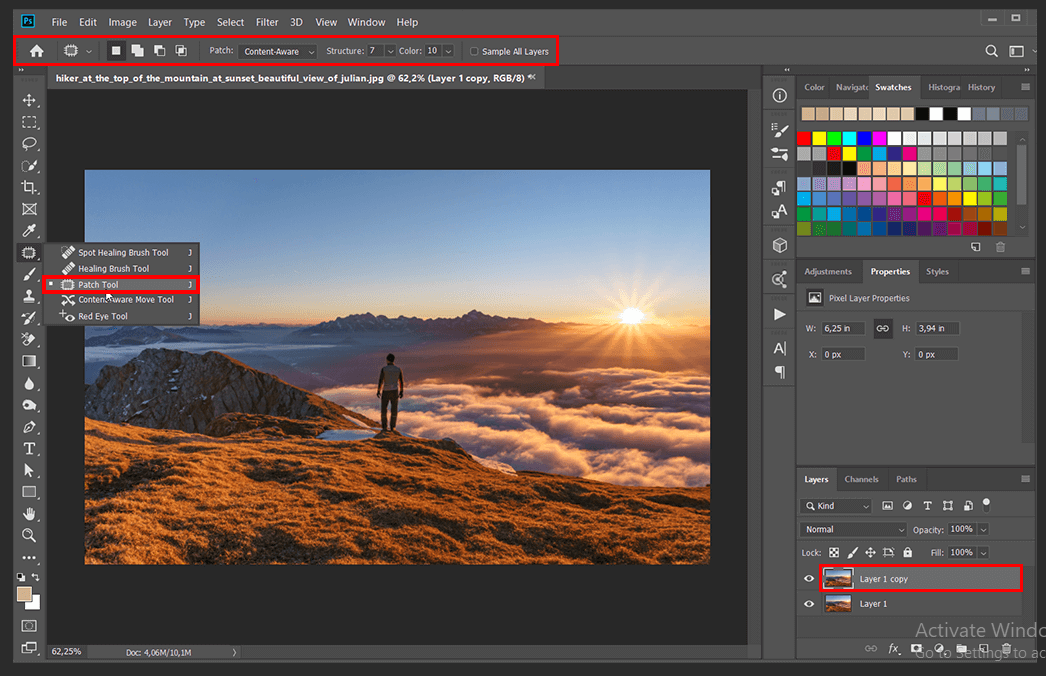 Ps File Edit Image Layer Type Select Filter 3D View Window Help
Patch: Content-Aware Structure: 7 Color: 10 Sample All Layers
hiker_at_the_top_of_the_mountain_at_sunset_beautiful_view_of_julian.jpg @ 62,2% (Layer 1 copy, RGB/8) *
Color Navigato Swatches Histogra History
Spot Healing Brush Tool J
Healing Brush Tool J
Patch Tool J
Content-Aware Move Tool J
Red Eye Tool J
Adjustments Properties Styles
Pixel Layer Properties
W: 6,25 in H: 3,94 in
X: 0 px Y: 0 px
Layers Channels Paths
Kind
Normal Opacity: 100%
Lock: Fill: 100%
Layer 1 copy
Layer 1
Activate Windo
Go to Settings to ac
62,25% Doc: 4,06M/10,1M